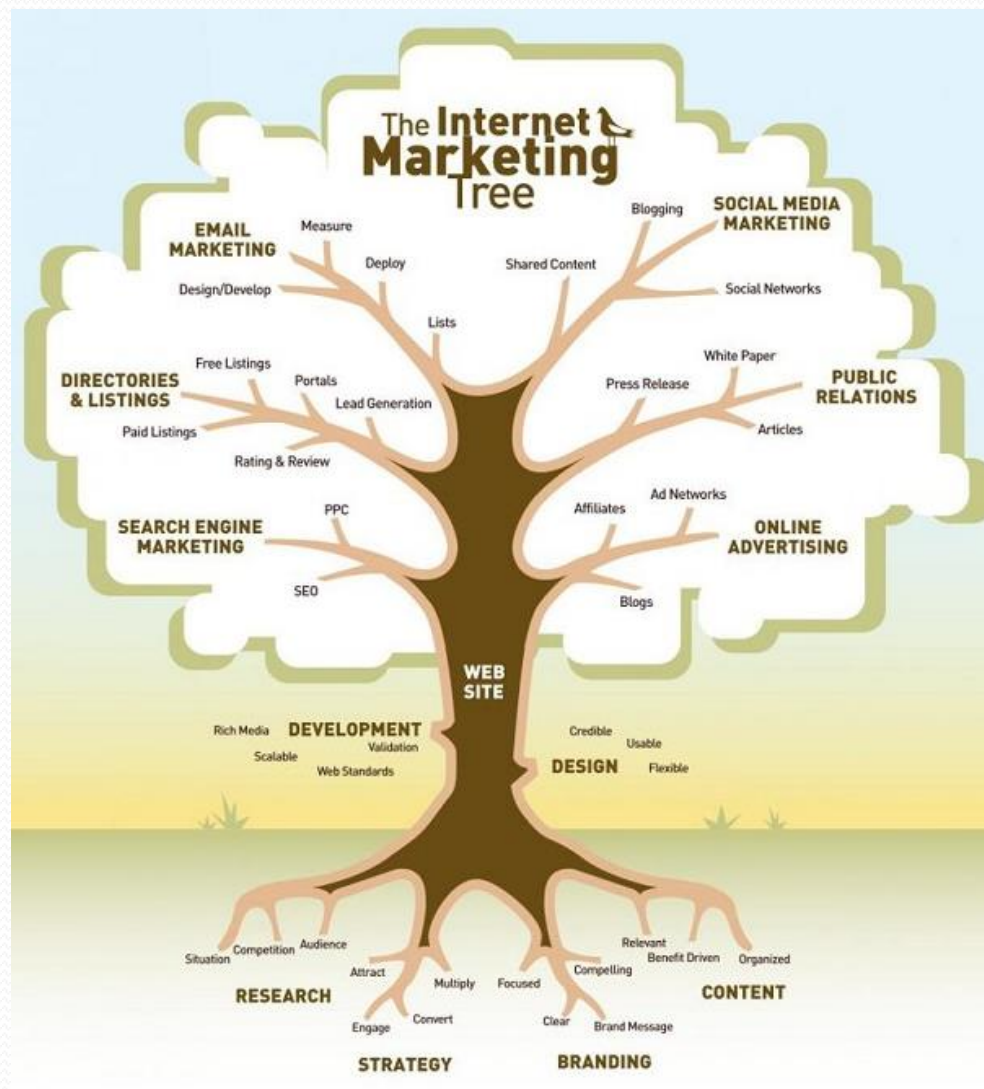 The Internet
Marketing
Tree
EMAIL
MARKETING
Measure
Deploy
Design/Develop
Lists
Blogging
SOCIAL MEDIA
MARKETING
Shared Content
Social Networks
DIRECTORIES
& LISTINGS
Free Listings
Portals
Lead Generation
Paid Listings
Rating & Review
White Paper
Press Release
PUBLIC
RELATIONS
Articles
SEARCH ENGINE
MARKETING
PPC
SEO
Affiliates
Ad Networks
ONLINE
ADVERTISING
Blogs
WEB
SITE
Rich Media
DEVELOPMENT
Validation
Scalable
Web Standards
Credible
Usable
DESIGN
Flexible
Situation
Competition
Audience
RESEARCH
Attract
Multiply
Engage
Convert
STRATEGY
Focused
Compelling
Clear
Brand Message
BRANDING
Relevant
Benefit Driven
Organized
CONTENT